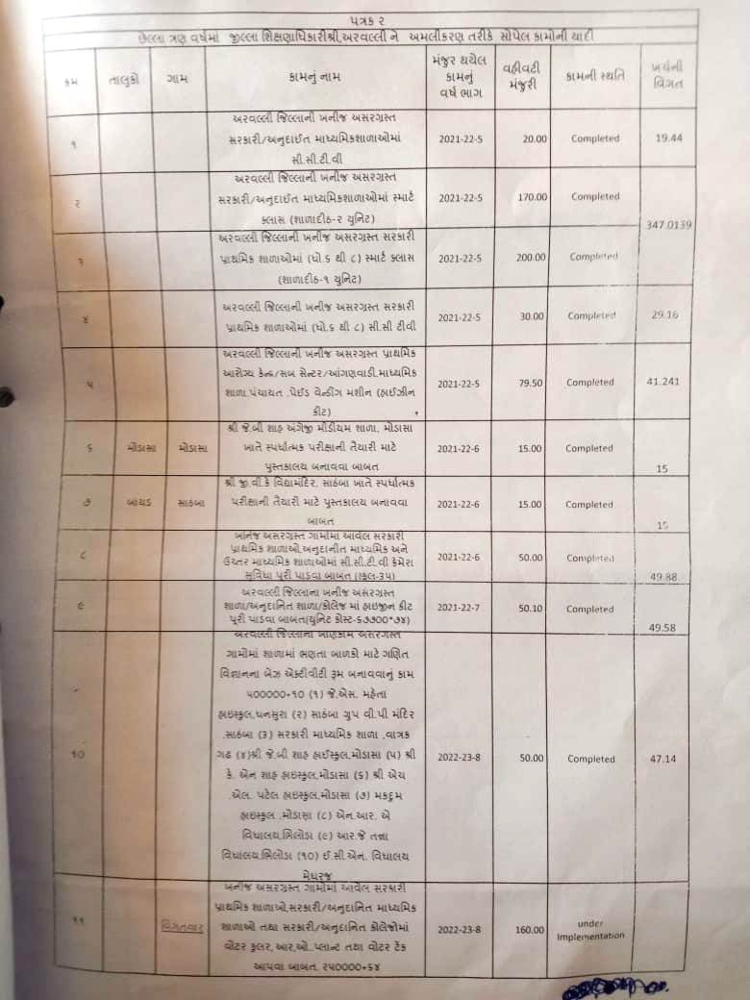 પત્રક ૨
છેલ્લા ત્રણ વર્ષમાં જીલ્લા શિક્ષણાધિકારીશ્રી,અરવલ્લી ને અમલીકરણ તરીકે સોપેલ કામોની યાદી
ક્રમ તાલુકો ગામ કામનું નામ મંજુર થયેલ કામનું વર્ષ ભાગ વહીવટી મંજુરી કામની સ્થતિ ખર્ચની વિગત
૧ અરવલ્લી જિલ્લાની ખનીજ અસરગ્રસ્ત
સરકારી/અનુદાઈત માધ્યમિકશાળાઓમાં 2021-22-5 20.00 Completed 19.44
સી.સી.ટી.વી
અરવલ્લી જિલ્લાની ખનીજ અસરગ્રસ્ત
૨ સરકારી/અનુદાઈત માધ્યમિકશાળાઓમાં સ્માર્ટ 2021-22-5 170.00 Completed
ક્લાસ (શાળાદીઠ-૨ યુનિટ)
347.0139
અરવલ્લી જિલ્લાની ખનીજ અસરગ્રસ્ત સરકારી
૩ પ્રાથમિક શાળાઓમાં (ધો.૬ થી ૮) સ્માર્ટ ક્લાસ 2021-22-5 200.00 Completed
(શાળાદીઠ-૧ યુનિટ)
૪ અરવલ્લી જિલ્લાની ખનીજ અસરગ્રસ્ત સરકારી 2021-22-5 30.00 Completed 29.16
પ્રાથમિક શાળાઓમાં (ધો.૬ થી ૮) સી.સી ટીવી
અરવલ્લી જિલ્લાની ખનીજ અસરગ્રસ્ત પ્રાથમિક
૫ આરોગ્ય કેન્દ્ર/સબ સેન્ટર/આંગણવાડી.માધ્યમિક 2021-22-5 79.50 Completed 41.241
શાળા.પંચાયત .પેઈડ વેન્ડીંગ મશીન (હાઈઝીન
કીટ)
શ્રી જે.બી શાહ અંગેજી મીડીયમ શાળા, મોડાસા
૬ મોડાસા મોડાસા ખાતે સ્પર્ધાત્મક પરીક્ષાની તૈયારી માટે 2021-22-6 15.00 Completed
પુસ્તકાલય બનાવવા બાબત 15
શ્રી જી.વી.કે વિદ્યામંદિર. સાઠંબા ખાતે સ્પર્ધાત્મક
૭ બાયડ સાઠંબા પરીક્ષાની તૈયારી માટે પુસ્તકાલય બનાવવા 2021-22-6 15.00 Completed
બાબત 15
ખનિજ અસરગ્રસ્ત ગામોમાં આવેલ સરકારી
૮ પ્રાથમિક શાળાઓ,અનુદાનીત માધ્યમિક અને 2021-22-6 50.00 Completed
ઉચ્તર માધ્યમિક શાળાઓમાં સી.સી.ટી.વી કેમેરા
સુવિધા પૂરી પાડવા બાબત (સ્કુલ-૩૫) 49.88
અરવલ્લી જિલ્લાના ખનીજ અસરગ્રસ્ત
૯ શાળા/અનુદાનિત શાળા/કોલેજ માં હાઇજીન કીટ 2021-22-7 50.10 Completed
પૂરી પાડવા બાબત(યુનિટ કોસ્ટ-૬૭૭૦૦*૭૪) 49.58
અરવલ્લી જિલ્લાના ખાણકામ અસરગ્રસ્ત
ગામોમાં શાળામાં ભણતા બાળકો માટે ગણિત
વિજ્ઞાનના બેઝ એક્ટીવીટી રૂમ બનાવવાનું કામ
૫૦૦૦૦૦*૧૦ (૧) જે.એસ. મહેતા
હાઇસ્કુલ,ધનસુરા (૨) સાઠંબા ગ્રુપ વી.પી મંદિર
.સાઠંબા (૩) સરકારી માધ્યમિક શાળા ,વાત્રક
૧૦ ગઢ (૪)શ્રી જે.બી શાહ હાઈસ્કુલ,મોડાસા (૫) શ્રી 2022-23-8 50.00 Completed 47.14
કે. એન શાહ હાઇસ્કુલ,મોડાસા (૬) શ્રી એચ
.એલ. પટેલ હાઇસ્કુલ,મોડાસા (૭) મકદુમ
હાઇસ્કુલ .મોડાસા (૮) એન.આર. એ
વિધાલય,ભિલોડા (૯) આર.જે તન્ના
વિધાલય.ભિલોડા (૧૦) ઈ.સી.એન. વિધાલય
મેઘરજ
ખનીજ અસરગ્રસ્ત ગામોમાં આવેલ સરકારી
પ્રાથમિક શાળાઓ,સરકારી/અનુદાનિત માધ્યમિક
૧૧ વિગતવાર શાળાઓ તથા સરકારી/અનુદાનિત કોલેજોમાં 2022-23-8 160.00 under Implementation
વોટર કુલર,આર.ઓ. પ્લાન્ટ તથા વોટર ટેંક
આપવા બાબત. ૨૫૦૦૦૦*૬૪